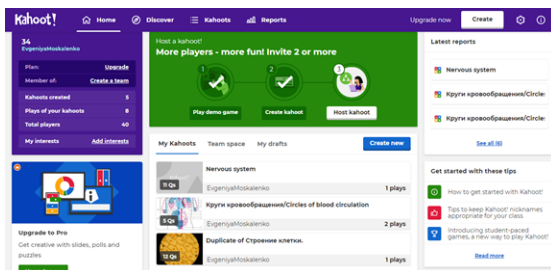 Kahoot!
Home
Discover
Kahoots
Reports
Upgrade now
Create
34
EvgeniyaMoskalenko
Plan:
Upgrade
Member of:
Create a team
Kahoots created
5
Plays of your kahoots
8
Total players
40
My interests
Add interests
Upgrade to Pro
Get creative with slides, polls and
puzzles
Host a kahoot!
More players - more fun! Invite 2 or more
1
2
3
Play demo game
Create kahoot
Host kahoot
My Kahoots
Team space
My drafts
Create new
11 Qs
Nervous system
EvgeniyaMoskalenko
1 plays
5 Qs
Круги кровообращения/Circles of blood circulation
EvgeniyaMoskalenko
2 plays
13 Qs
Duplicate of Строение клетки.
EvgeniyaMoskalenko
1 plays
Latest reports
Nervous system
Круги кровообращения/Circles
Круги кровообращения/Circles
See all (6)
Get started with these tips
How to get started with Kahoot!
Tips to keep Kahoot! nicknames
appropriate for your class
Introducing student-paced
games, a new way to play Kahoot!
Read more